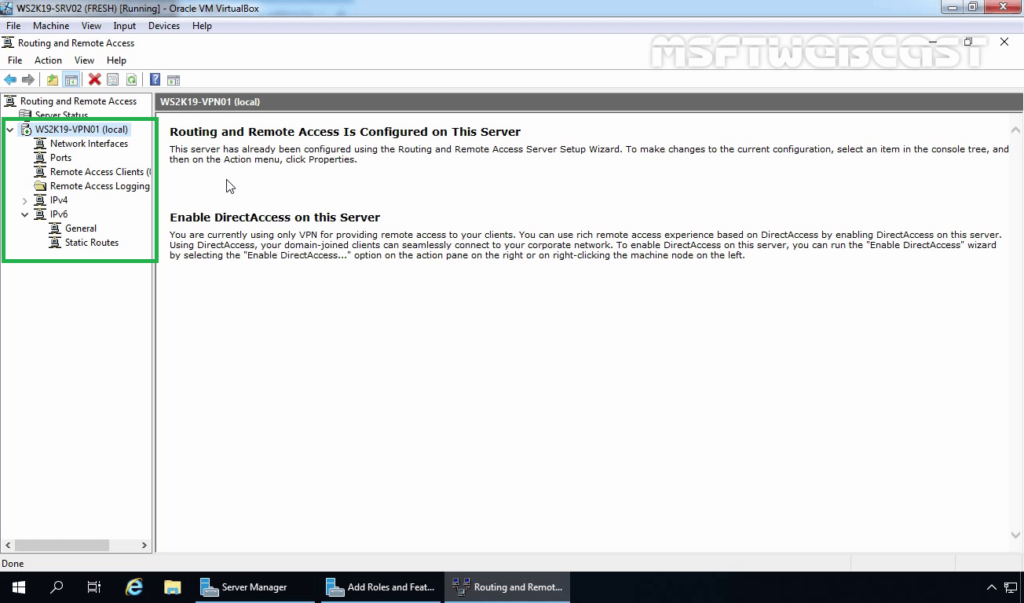 WS2K19-SRV02 (FRESH) [Running] - Oracle VM VirtualBox
File Machine View Input Devices Help
Routing and Remote Access
MSFTWEBCAST
File Action View Help
Routing and Remote Access
WS2K19-VPN01 (local)
Server Status
WS2K19-VPN01 (local)
Network Interfaces
Ports
Remote Access Clients (
Remote Access Logging
IPv4
IPv6
General
Static Routes
Routing and Remote Access Is Configured on This Server
This server has already been configured using the Routing and Remote Access Server Setup Wizard. To make changes to the current configuration, select an item in the console tree, and
then on the Action menu, click Properties.
Enable DirectAccess on this Server
You are currently using only VPN for providing remote access to your clients. You can use rich remote access experience based on DirectAccess by enabling DirectAccess on this server.
Using DirectAccess, your domain-joined clients can seamlessly connect to your corporate network. To enable DirectAccess on this server, you can run the "Enable DirectAccess" wizard
by selecting the "Enable DirectAccess..." option on the action pane on the right or on right-clicking the machine node on the left.
Done
Server Manager
Add Roles and Feat...
Routing and Remot...